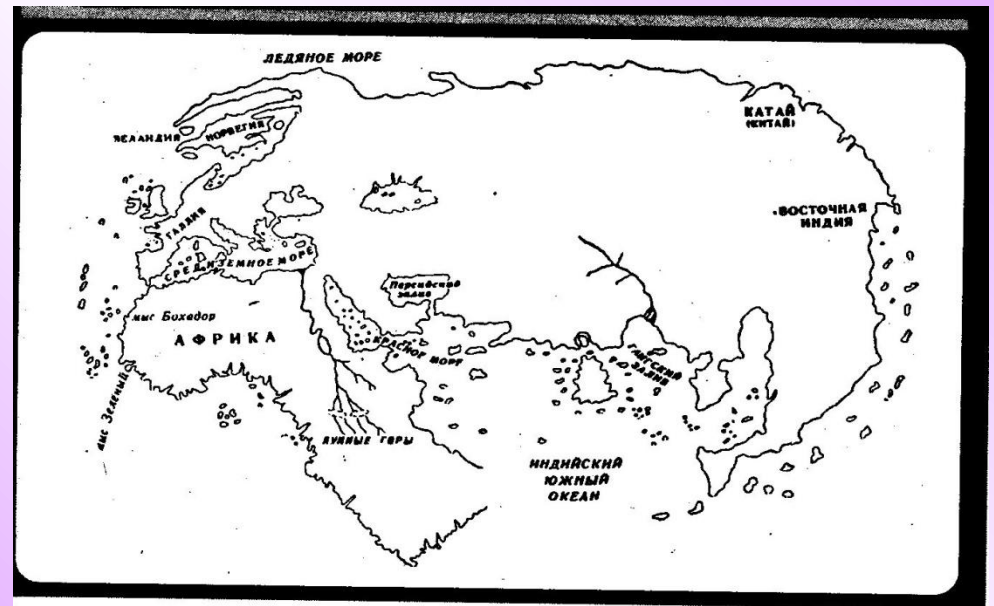 ЛЕДЯНОЕ МОРЕ
КАТАЙ
(КИТАЙ)
НОРВЕГИЯ
ВОСТОЧНАЯ
ИНДИЯ
ГАЛЛИЯ
СРЕДИЗЕМНОЕ МОРЕ
Персидский
залив
мыс Бохадор
АФРИКА
КРАСНОЕ МОРЕ
ГАНГСКИЙ
ЗАЛИВ
мыс Зеленый
ЛУННЫЕ ГОРЫ
ИНДИЙСКИЙ
ЮЖНЫЙ
ОКЕАН